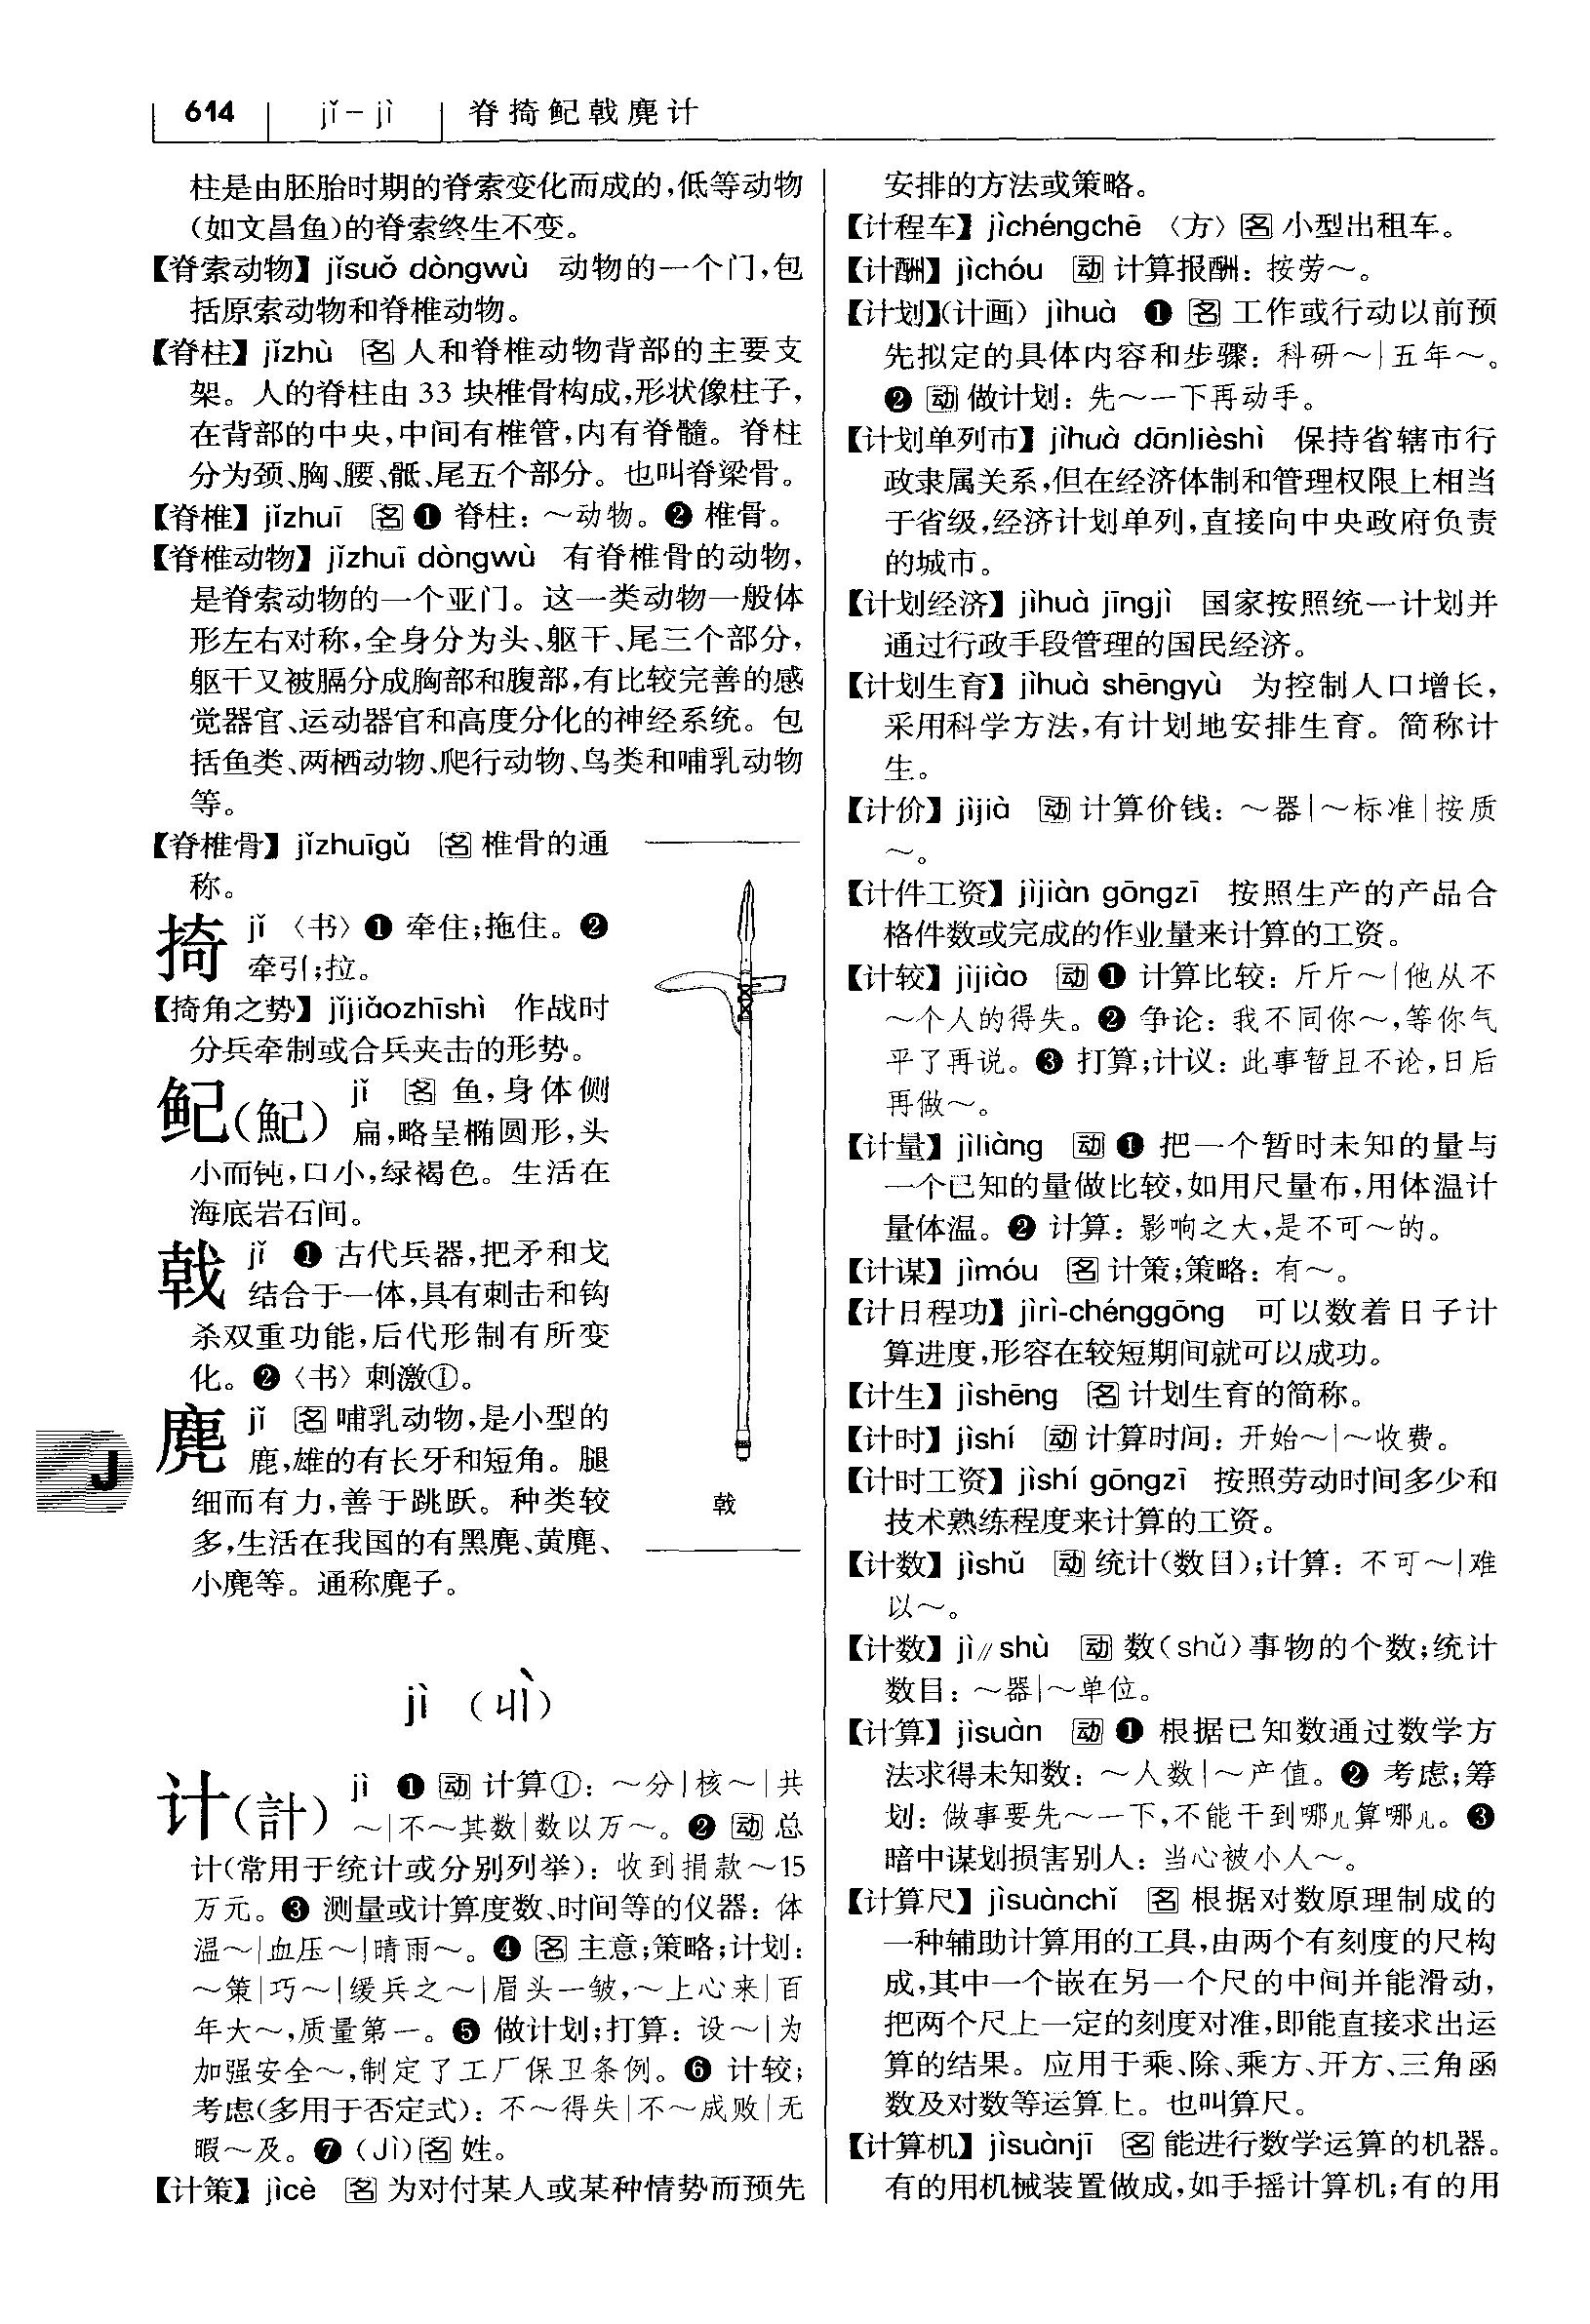 614 jǐ－jì 脊掎鱾戟麂计
柱是由胚胎时期的脊索变化而成的，低等动物
（如文昌鱼）的脊索终生不变。
【脊索动物】jǐsuǒ dòngwù 动物的一个门，包
括原索动物和脊椎动物。
【脊柱】jǐzhù 名 人和脊椎动物背部的主要支
架。人的脊柱由 33 块椎骨构成，形状像柱子，
在背部的中央，中间有椎管，内有脊髓。脊柱
分为颈、胸、腰、骶、尾五个部分。也叫脊梁骨。
【脊椎】jǐzhuī 名 ❶ 脊柱：～动物。❷ 椎骨。
【脊椎动物】jǐzhuī dòngwù 有脊椎骨的动物，
是脊索动物的一个亚门。这一类动物一般体
形左右对称，全身分为头、躯干、尾三个部分，
躯干又被膈分成胸部和腹部，有比较完善的感
觉器官、运动器官和高度分化的神经系统。包
括鱼类、两栖动物、爬行动物、鸟类和哺乳动物
等。
【脊椎骨】jǐzhuīgǔ 名 椎骨的通
称。
掎 jǐ 〈书〉❶ 牵住；拖住。❷
牵引；拉。
【掎角之势】jǐjiǎozhīshì 作战时
分兵牵制或合兵夹击的形势。
鱾（魢） jǐ 名 鱼，身体侧
扁，略呈椭圆形，头
小而钝，口小，绿褐色。生活在
海底岩石间。
戟 jǐ ❶ 古代兵器，把矛和戈
结合于一体，具有刺击和钩
杀双重功能，后代形制有所变
化。❷〈书〉刺激①。
麂 jǐ 名 哺乳动物，是小型的
鹿，雄的有长牙和短角。腿
细而有力，善于跳跃。种类较
多，生活在我国的有黑麂、黄麂、
小麂等。通称麂子。
戟
J
jì （ㄐㄧˋ）
计（計） jì ❶ 动 计算①：～分｜核～｜共
～｜不～其数｜数以万～。❷ 动 总
计（常用于统计或分别列举）：收到捐款～15
万元。❸ 测量或计算度数、时间等的仪器：体
温～｜血压～｜晴雨～。❹ 名 主意；策略；计划：
～策｜巧～｜缓兵之～｜眉头一皱，～上心来｜百
年大～，质量第一。❺ 做计划；打算：设～｜为
加强安全～，制定了工厂保卫条例。❻ 计较；
考虑（多用于否定式）：不～得失｜不～成败｜无
暇～及。❼（Jì）名 姓。
【计策】jìcè 名 为对付某人或某种情势而预先
安排的方法或策略。
【计程车】jìchéngchē 〈方〉名 小型出租车。
【计酬】jìchóu 动 计算报酬：按劳～。
【计划】（计画） jìhuà ❶ 名 工作或行动以前预
先拟定的具体内容和步骤：科研～｜五年～。
❷ 动 做计划：先～一下再动手。
【计划单列市】jìhuà dānlièshì 保持省辖市行
政隶属关系，但在经济体制和管理权限上相当
于省级，经济计划单列，直接向中央政府负责
的城市。
【计划经济】jìhuà jīngjì 国家按照统一计划并
通过行政手段管理的国民经济。
【计划生育】jìhuà shēngyù 为控制人口增长，
采用科学方法，有计划地安排生育。简称计
生。
【计价】jìjià 动 计算价钱：～器｜～标准｜按质
～。
【计件工资】jìjiàn gōngzī 按照生产的产品合
格件数或完成的作业量来计算的工资。
【计较】jìjiào 动 ❶ 计算比较：斤斤～｜他从不
～个人的得失。❷ 争论：我不同你～，等你气
平了再说。❸ 打算；计议：此事暂且不论，日后
再做～。
【计量】jìliàng 动 ❶ 把一个暂时未知的量与
一个已知的量做比较，如用尺量布，用体温计
量体温。❷ 计算：影响之大，是不可～的。
【计谋】jìmóu 名 计策；策略：有～。
【计日程功】jìrì-chénggōng 可以数着日子计
算进度，形容在较短期间就可以成功。
【计生】jìshēng 名 计划生育的简称。
【计时】jìshí 动 计算时间：开始～｜～收费。
【计时工资】jìshí gōngzī 按照劳动时间多少和
技术熟练程度来计算的工资。
【计数】jìshǔ 动 统计（数目）；计算：不可～｜难
以～。
【计数】jì∥shù 动 数（shǔ）事物的个数；统计
数目：～器｜～单位。
【计算】jìsuàn 动 ❶ 根据已知数通过数学方
法求得未知数：～人数｜～产值。❷ 考虑；筹
划：做事要先～一下，不能干到哪儿算哪儿。❸
暗中谋划损害别人：当心被小人～。
【计算尺】jìsuànchǐ 名 根据对数原理制成的
一种辅助计算用的工具，由两个有刻度的尺构
成，其中一个嵌在另一个尺的中间并能滑动，
把两个尺上一定的刻度对准，即能直接求出运
算的结果。应用于乘、除、乘方、开方、三角函
数及对数等运算上。也叫算尺。
【计算机】jìsuànjī 名 能进行数学运算的机器。
有的用机械装置做成，如手摇计算机；有的用